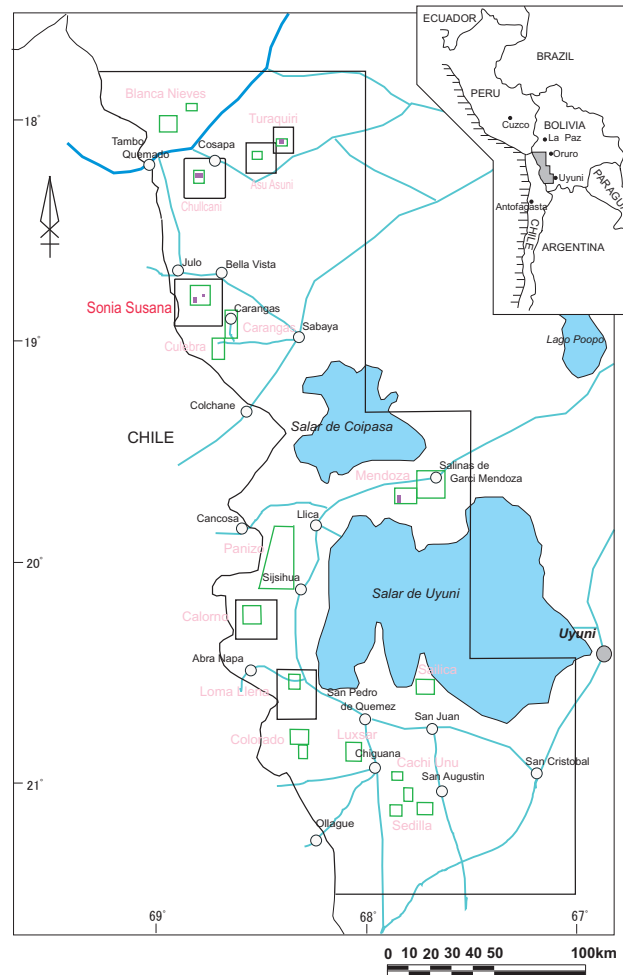 ECUADOR
BRAZIL
PERU
Cuzco
BOLIVIA
La Paz
Oruro
Uyuni
PARAGU
Antofagasta
CHILE
ARGENTINA
Blanca Nieves
18°
Turaquiri
Tambo
Quemado
Cosapa
Asu Asuni
Chullcani
Julo
Bella Vista
Sonia Susana
Carangas
Carangas
Sabaya
19°
Culebra
Lago Poopo
Colchane
Salar de Coipasa
CHILE
Mendoza
Salinas de
Garci Mendoza
Cancosa
Llica
Panizo
20°
Sijsihua
Salar de Uyuni
Calorno
Uyuni
Abra Napa
Loma Llena
Sailica
San Pedro
de Quemez
San Juan
Colorado
Luxsar
Chiguana
Cachi Unu
San Cristobal
21°
San Augustin
Sedilla
Ollague
69°
68°
67°
0 10 20 30 40 50 100km